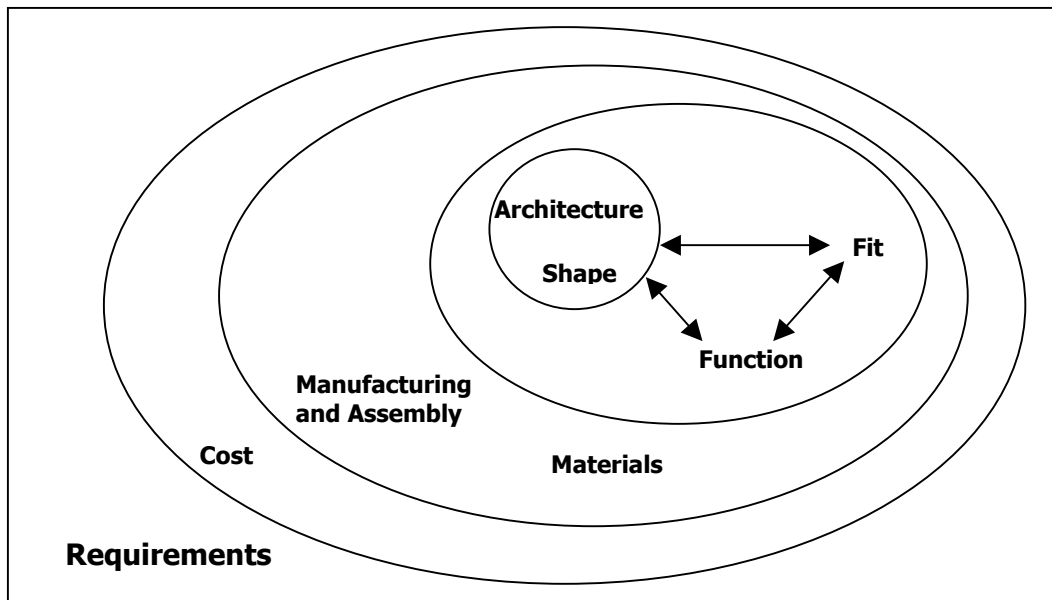 Architecture
Shape
Fit
Function
Manufacturing
and Assembly
Cost
Materials
Requirements